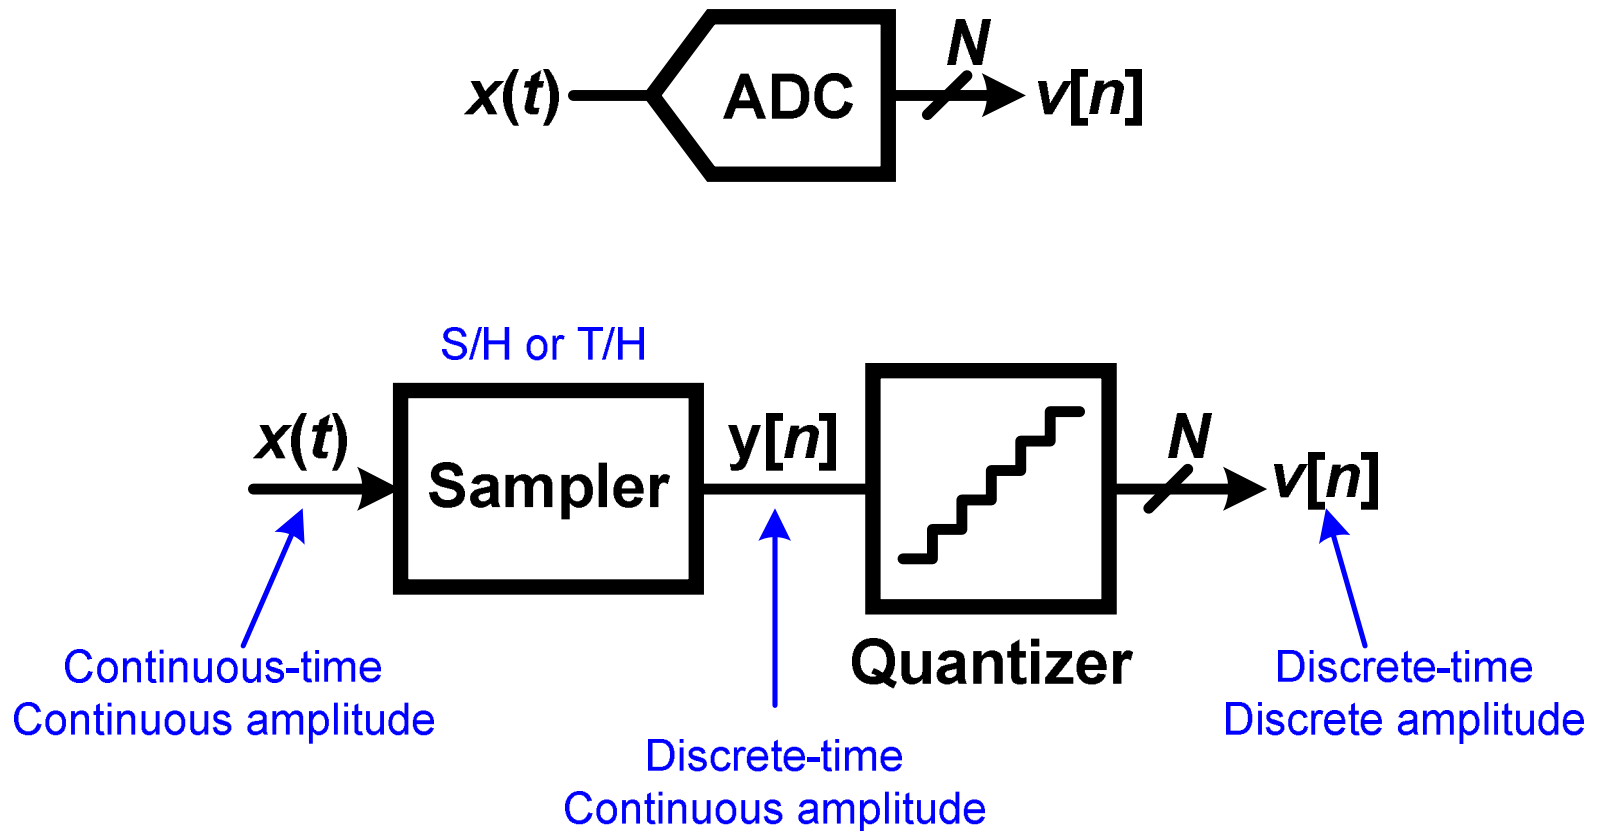 N
x(t) ADC v[n]
S/H or T/H
x(t) Sampler y[n] N v[n]
Quantizer
Continuous-time
Continuous amplitude
Discrete-time
Continuous amplitude
Discrete-time
Discrete amplitude